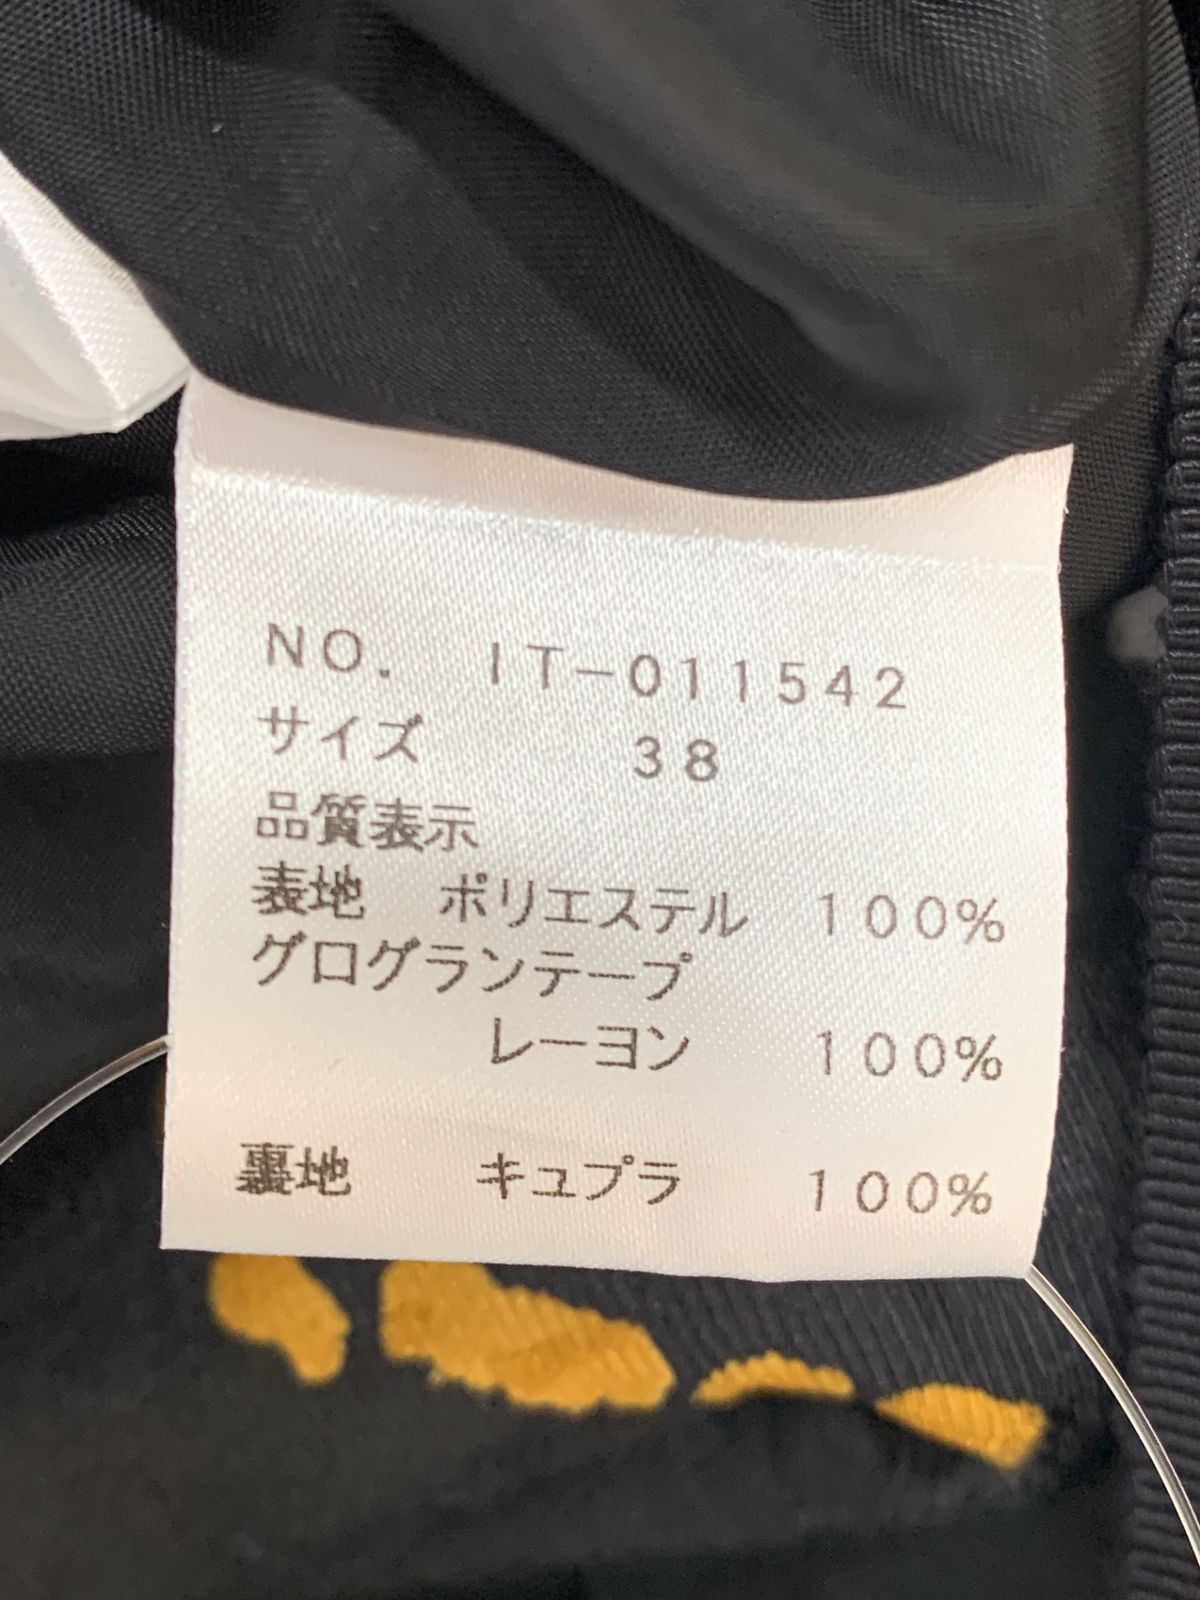 NO. IT-011542
サイズ 38
品質表示
表地 ポリエステル 100%
グログランテープ
レーヨン 100%
裏地 キュプラ 100%